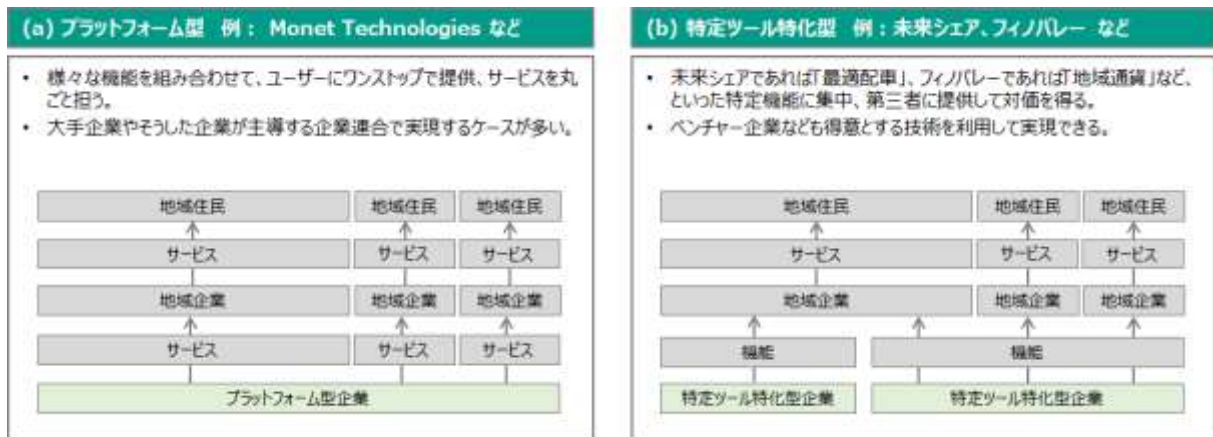 (a) プラットフォーム型 例： Monet Technologies など
• 様々な機能を組み合わせて、ユーザーにワンストップで提供、サービスを丸
ごと担う。
• 大手企業やそうした企業が主導する企業連合で実現するケースが多い。
地域住民 地域住民 地域住民
サービス サービス サービス
地域企業 地域企業 地域企業
サービス サービス サービス
プラットフォーム型企業
(b) 特定ツール特化型 例：未来シェア、フィノバレー など
• 未来シェアであれば「最適配車」、フィノバレーであれば「地域通貨」など、
といった特定機能に集中、第三者に提供して対価を得る。
• ベンチャー企業なども得意とする技術を利用して実現できる。
地域住民 地域住民 地域住民
サービス サービス サービス
地域企業 地域企業 地域企業
機能 機能
特定ツール特化型企業 特定ツール特化型企業